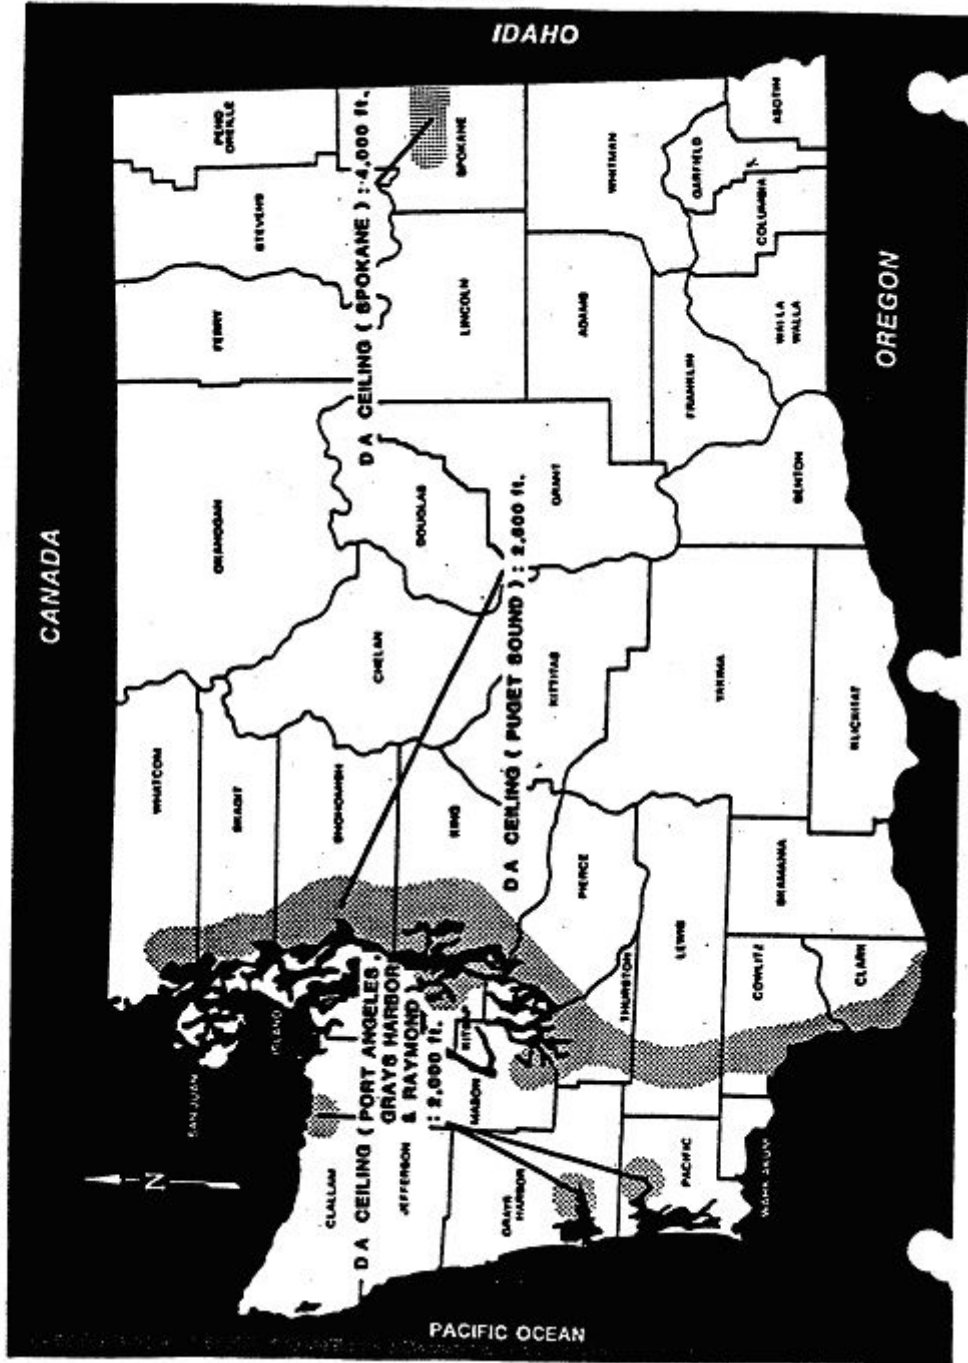 CANADA
IDAHO
OREGON
PACIFIC OCEAN
N
SAN JUAN
ISLAND
WHATCOM
SKAGIT
SNOHOMISH
KING
PIERCE
THURSTON
LEWIS
COWLITZ
CLARK
SKAMANIA
KLICKITAT
YAKIMA
KITTITAS
CHELAN
OKANOGAN
DOUGLAS
GRANT
BENTON
FERRY
STEVENS
PEND
OREILLE
LINCOLN
SPOKANE
ADAMS
WHITMAN
FRANKLIN
WALLA
WALLA
COLUMBIA
GARFIELD
ASOTIN
CLALLAM
JEFFERSON
GRAYS
HARBOR
MASON
KITSAP
PACIFIC
WAHKIAKUM
DA CEILING ( SPOKANE ) : 4,000 ft.
DA CEILING ( PUGET SOUND ) : 2,800 ft.
DA CEILING ( PORT ANGELES,
GRAYS HARBOR
& RAYMOND )
: 2,000 ft.